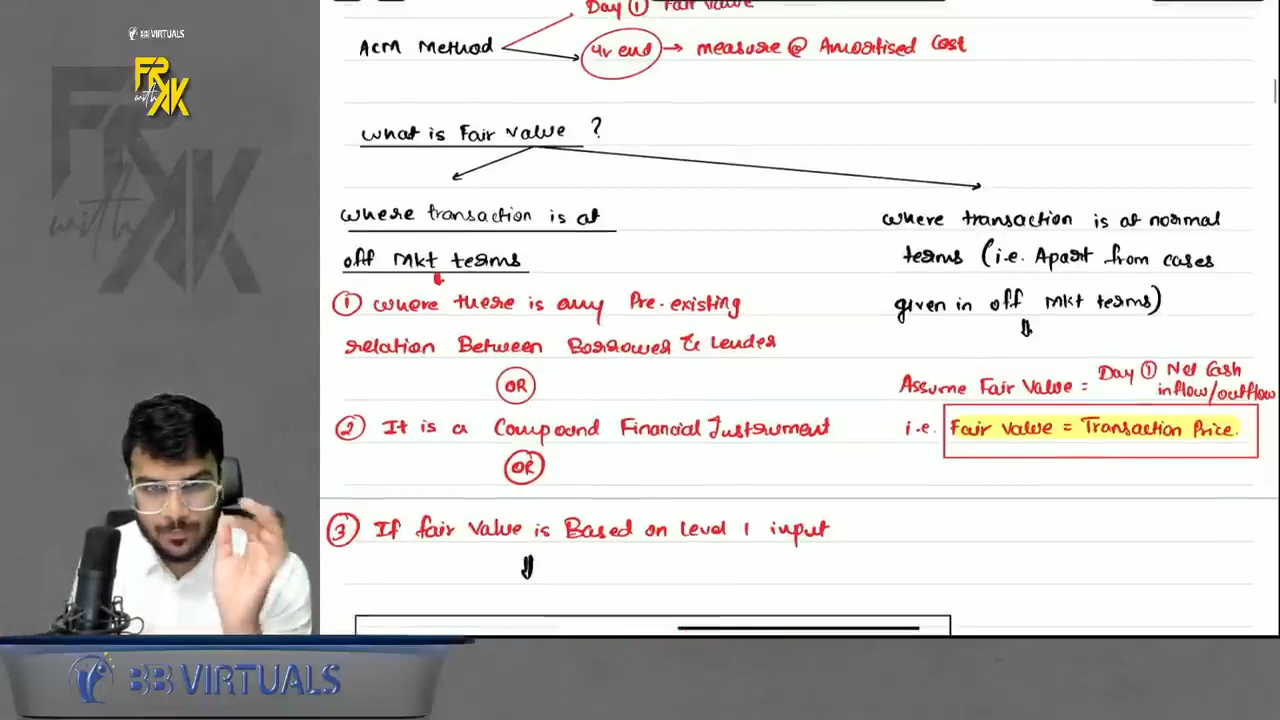 BB VIRTUALS
FR
with
AK
FR
with
AK
Day ① Fair Value
ACM Method
Yr end → measure @ Amortised Cost
What is Fair Value ?
where transaction is at
off Mkt terms
① where there is any Pre-existing
relation Between Borrower & Lender
OR
② It is a Compound Financial Instrument
OR
③ If fair value is Based on Level 1 input
where transaction is at normal
terms (i.e. Apart from cases
given in off Mkt terms)
Assume Fair Value = Day ① Net Cash
inflow/outflow
i.e. Fair Value = Transaction Price.
BB VIRTUALS